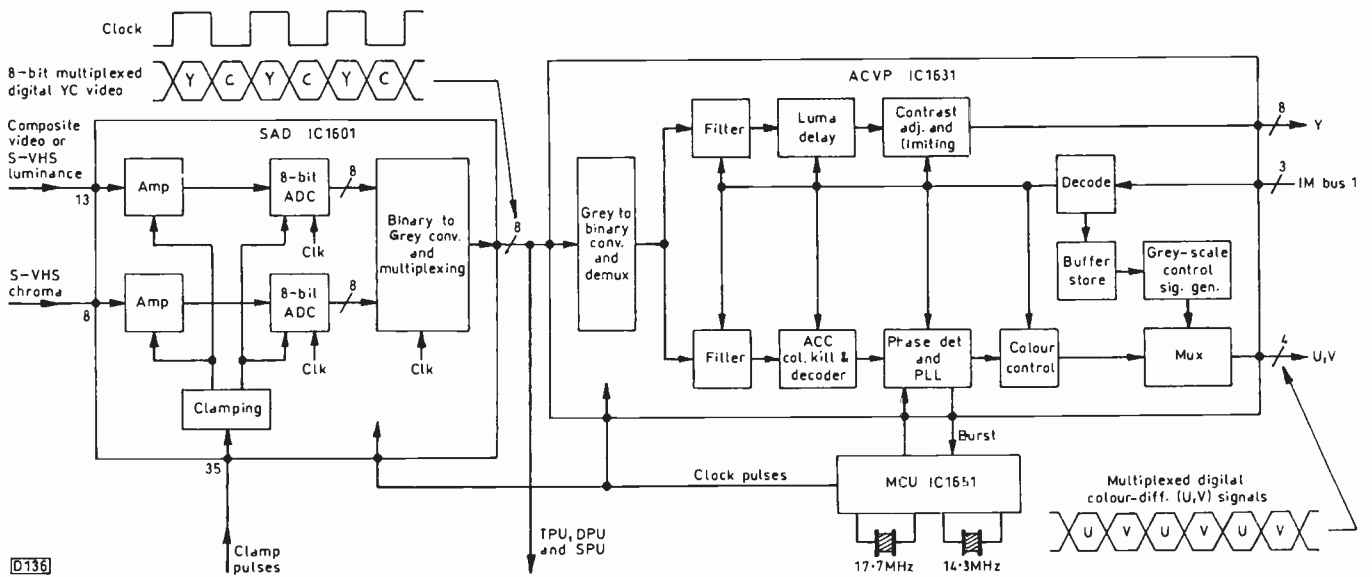 Clock
8-bit multiplexed
digital YC video
Y C Y C Y C
Composite
video or
S-VHS
luminance
13
SAD IC1601
Amp
8-bit
ADC
8
Clk
Binary
to
Grey conv.
and
multiplexing
Clk
S-VHS
chroma
8
Amp
8-bit
ADC
8
Clk
Clamping
35
Clamp
pulses
8
TPU, DPU
and SPU
ACVP IC1631
Grey to
binary
conv.
and
demux
Filter
Luma
delay
Contrast
adj. and
limiting
8
Y
Decode
3
IM bus 1
Buffer
store
Grey-scale
control
sig. gen.
Filter
ACC
col. kill &
decoder
Phase det
and
PLL
Colour
control
Mux
4
U,V
Burst
Clock pulses
MCU IC1651
17·7MHz
14·3MHz
Multiplexed digital
colour-diff. (U,V) signals
U V U V U V
D136